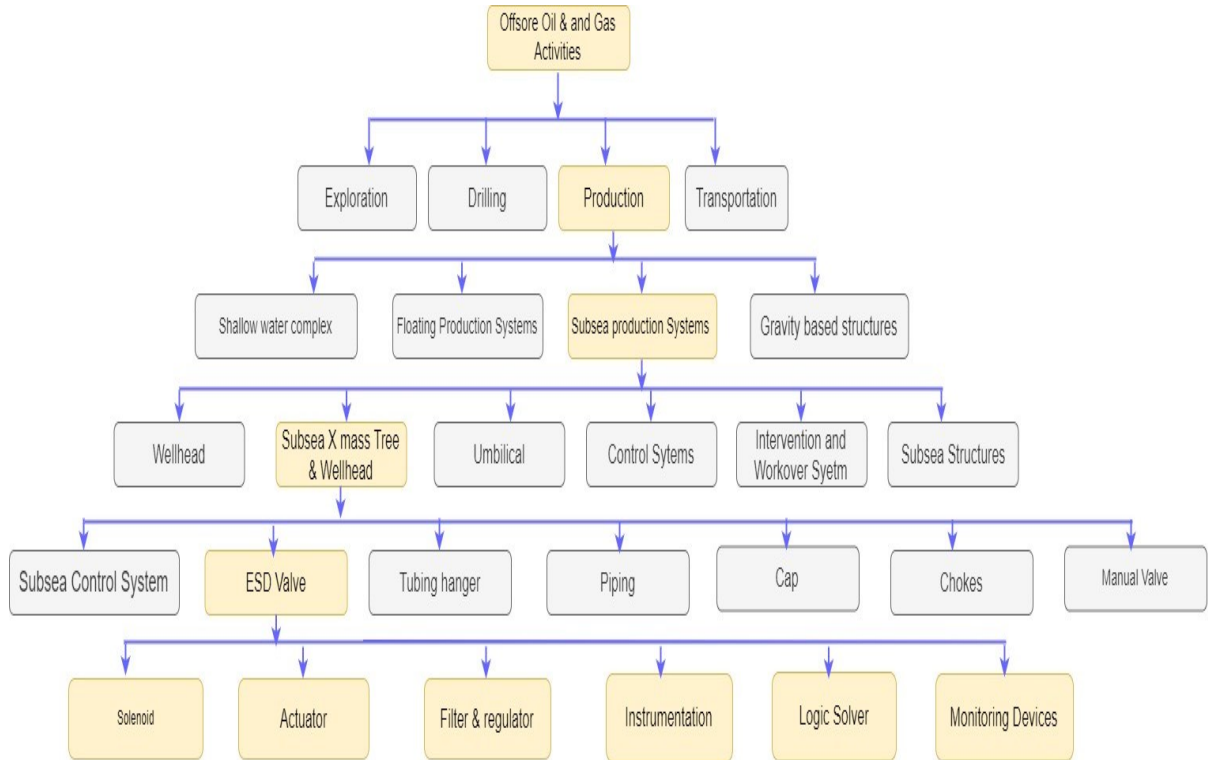 Offsore Oil & and Gas
Activities
Exploration
Drilling
Production
Transportation
Shallow water complex
Floating Production Systems
Subsea production Systems
Gravity based structures
Wellhead
Subsea X mass Tree
& Wellhead
Umbilical
Control Sytems
Intervention and
Workover Syetm
Subsea Structures
Subsea Control System
ESD Valve
Tubing hanger
Piping
Cap
Chokes
Manual Valve
Solenoid
Actuator
Filter & regulator
Instrumentation
Logic Solver
Monitoring Devices